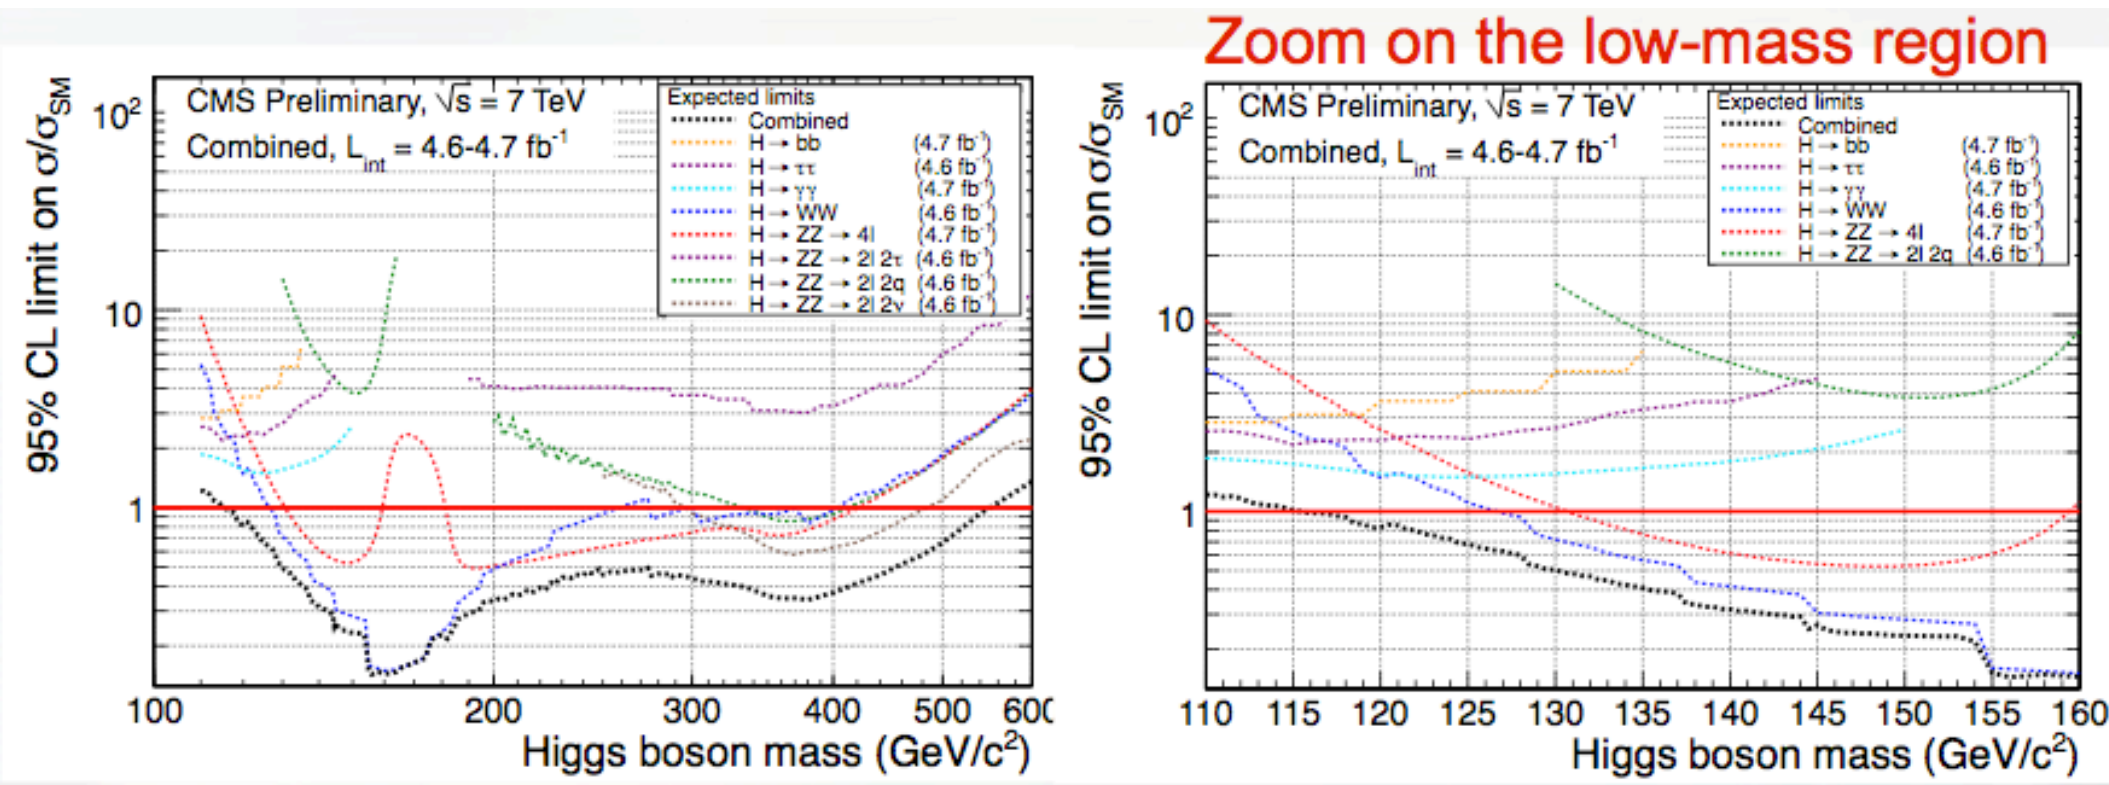 Zoom on the low-mass region
95% CL limit on σ/σSM
10²
10
1
CMS Preliminary, √s = 7 TeV
Combined, Lint = 4.6-4.7 fb⁻¹
Expected limits
Combined
H → bb (4.7 fb⁻¹)
H → ττ (4.6 fb⁻¹)
H → γγ (4.7 fb⁻¹)
H → WW (4.6 fb⁻¹)
H → ZZ → 4l (4.7 fb⁻¹)
H → ZZ → 2l 2τ (4.6 fb⁻¹)
H → ZZ → 2l 2q (4.6 fb⁻¹)
H → ZZ → 2l 2ν (4.6 fb⁻¹)
100 200 300 400 500 600
Higgs boson mass (GeV/c²)
95% CL limit on σ/σSM
10²
10
1
CMS Preliminary, √s = 7 TeV
Combined, Lint = 4.6-4.7 fb⁻¹
Expected limits
Combined
H → bb (4.7 fb⁻¹)
H → ττ (4.6 fb⁻¹)
H → γγ (4.7 fb⁻¹)
H → WW (4.6 fb⁻¹)
H → ZZ → 4l (4.7 fb⁻¹)
H → ZZ → 2l 2q (4.6 fb⁻¹)
110 115 120 125 130 135 140 145 150 155 160
Higgs boson mass (GeV/c²)